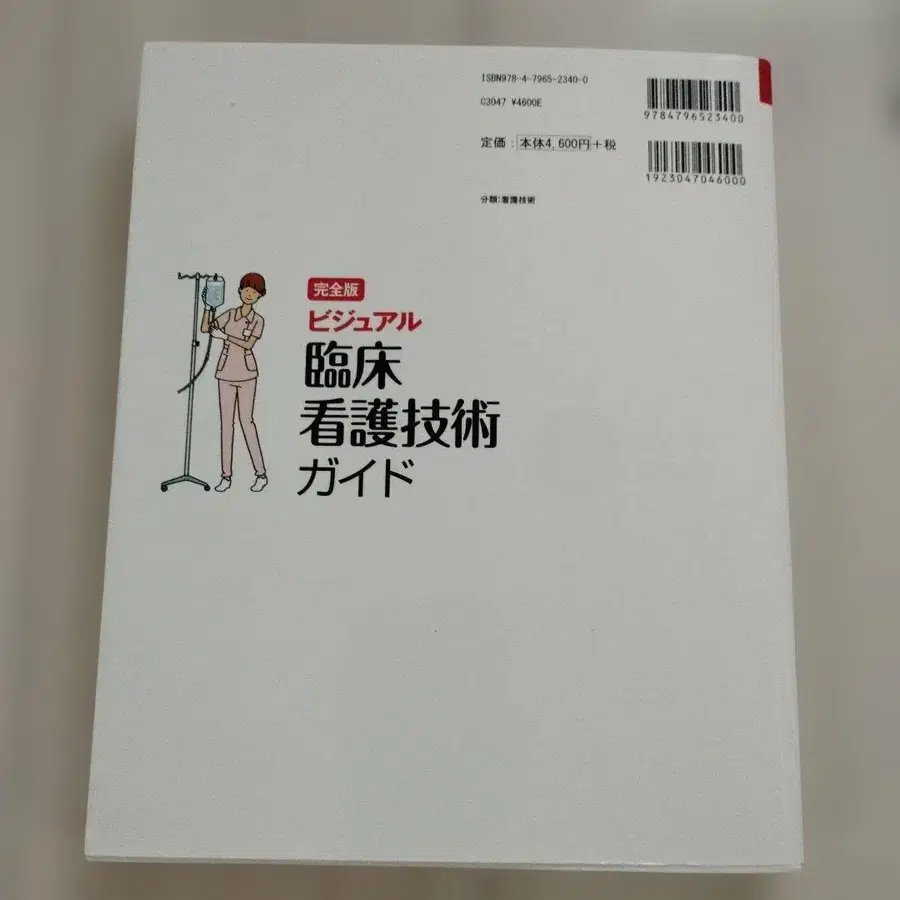 ISBN978-4-7965-2340-0
C3047 ¥4600E
9784796523400
定価：本体4,600円＋税
1923047046000
分類：看護技術
完全版
ビジュアル
臨床
看護技術
ガイド